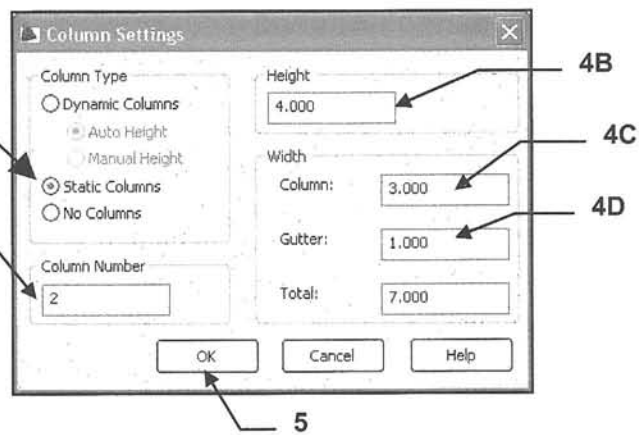 Column Settings
Column Type
Dynamic Columns
Auto Height
Manual Height
Static Columns
No Columns
Column Number
2
Height
4.000
Width
Column: 3.000
Gutter: 1.000
Total: 7.000
OK Cancel Help
4B
4C
4D
5